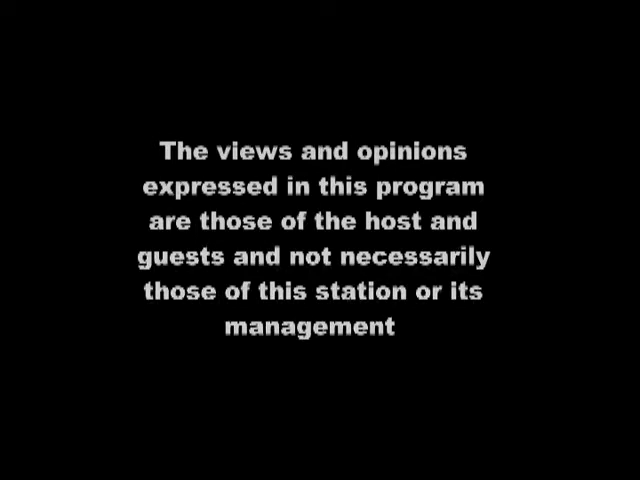 The views and opinions
expressed in this program
are those of the host and
guests and not necessarily
those of this station or its
management